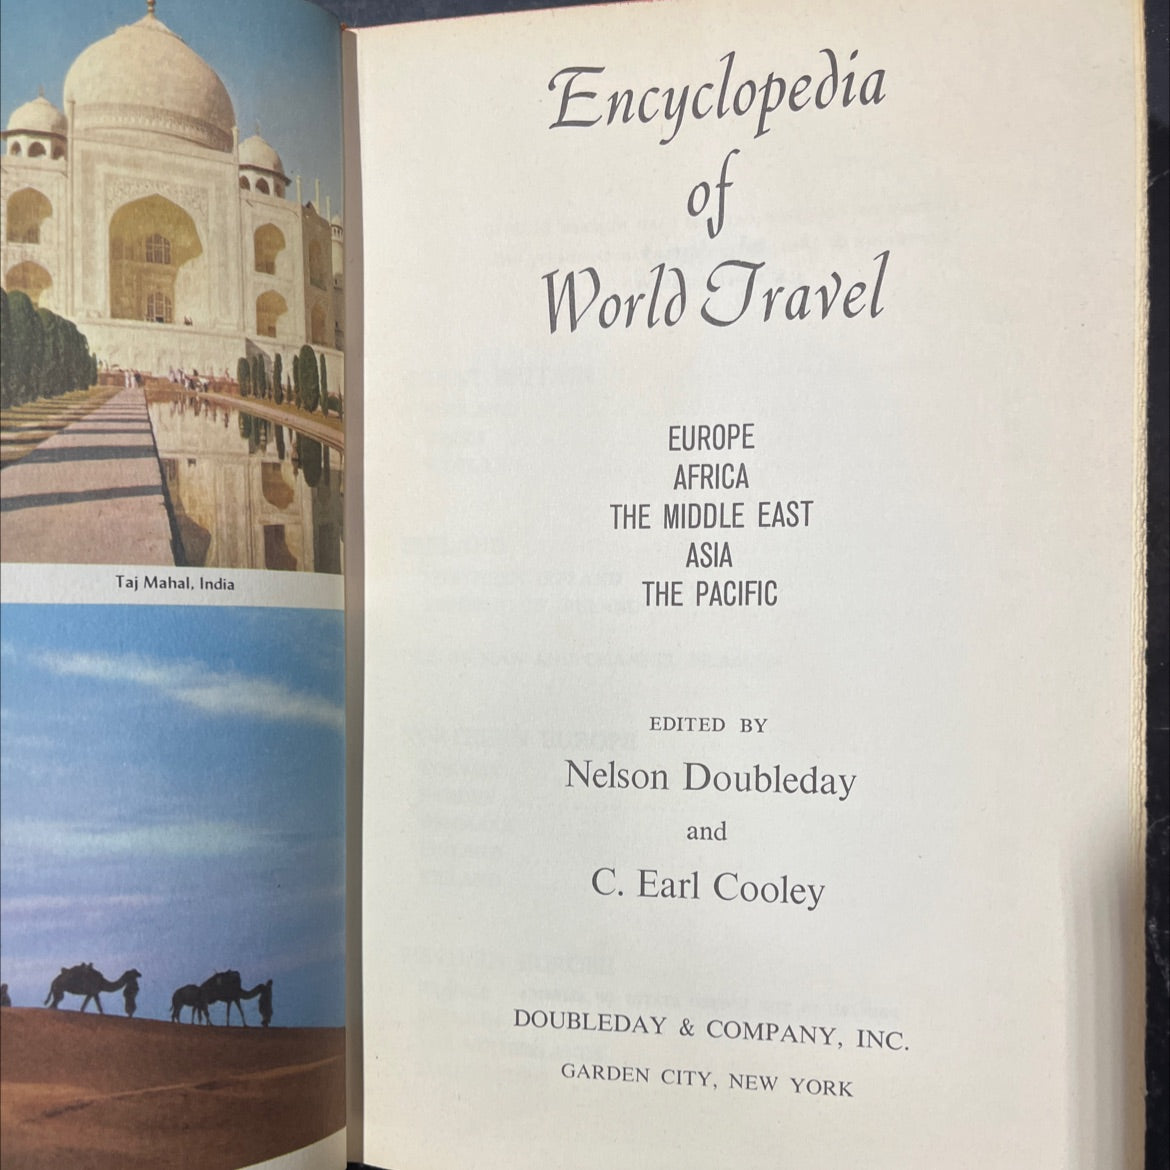 Taj Mahal, India
Encyclopedia
of
World Travel
EUROPE
AFRICA
THE MIDDLE EAST
ASIA
THE PACIFIC
EDITED BY
Nelson Doubleday
and
C. Earl Cooley
DOUBLEDAY & COMPANY, INC.
GARDEN CITY, NEW YORK